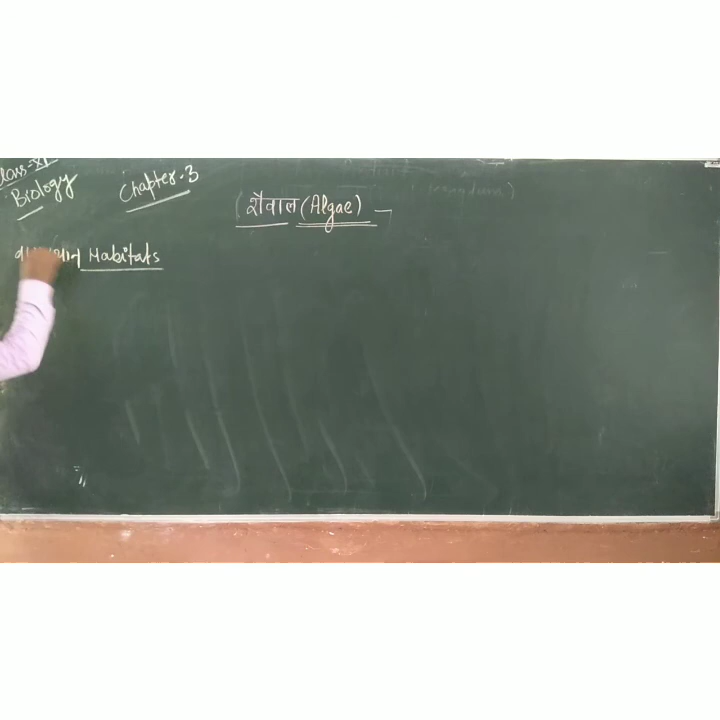 Class-XI
Biology
Chapter-3
शैवाल (Algae)
Habitats